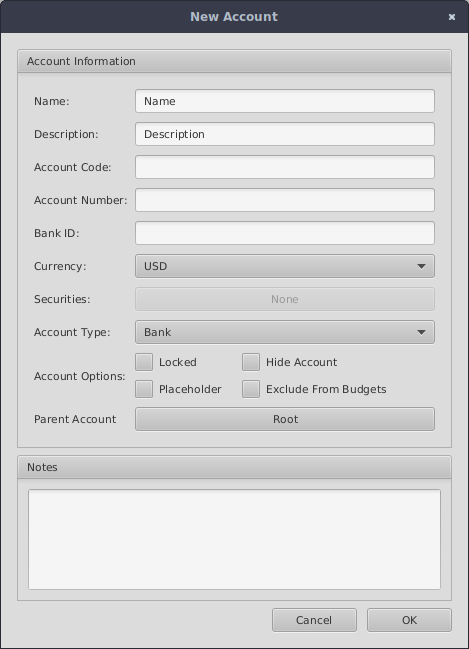 New Account
Account Information
Name: Name
Description: Description
Account Code:
Account Number:
Bank ID:
Currency: USD
Securities: None
Account Type: Bank
Account Options: Locked Hide Account
Placeholder Exclude From Budgets
Parent Account Root
Notes
Cancel OK